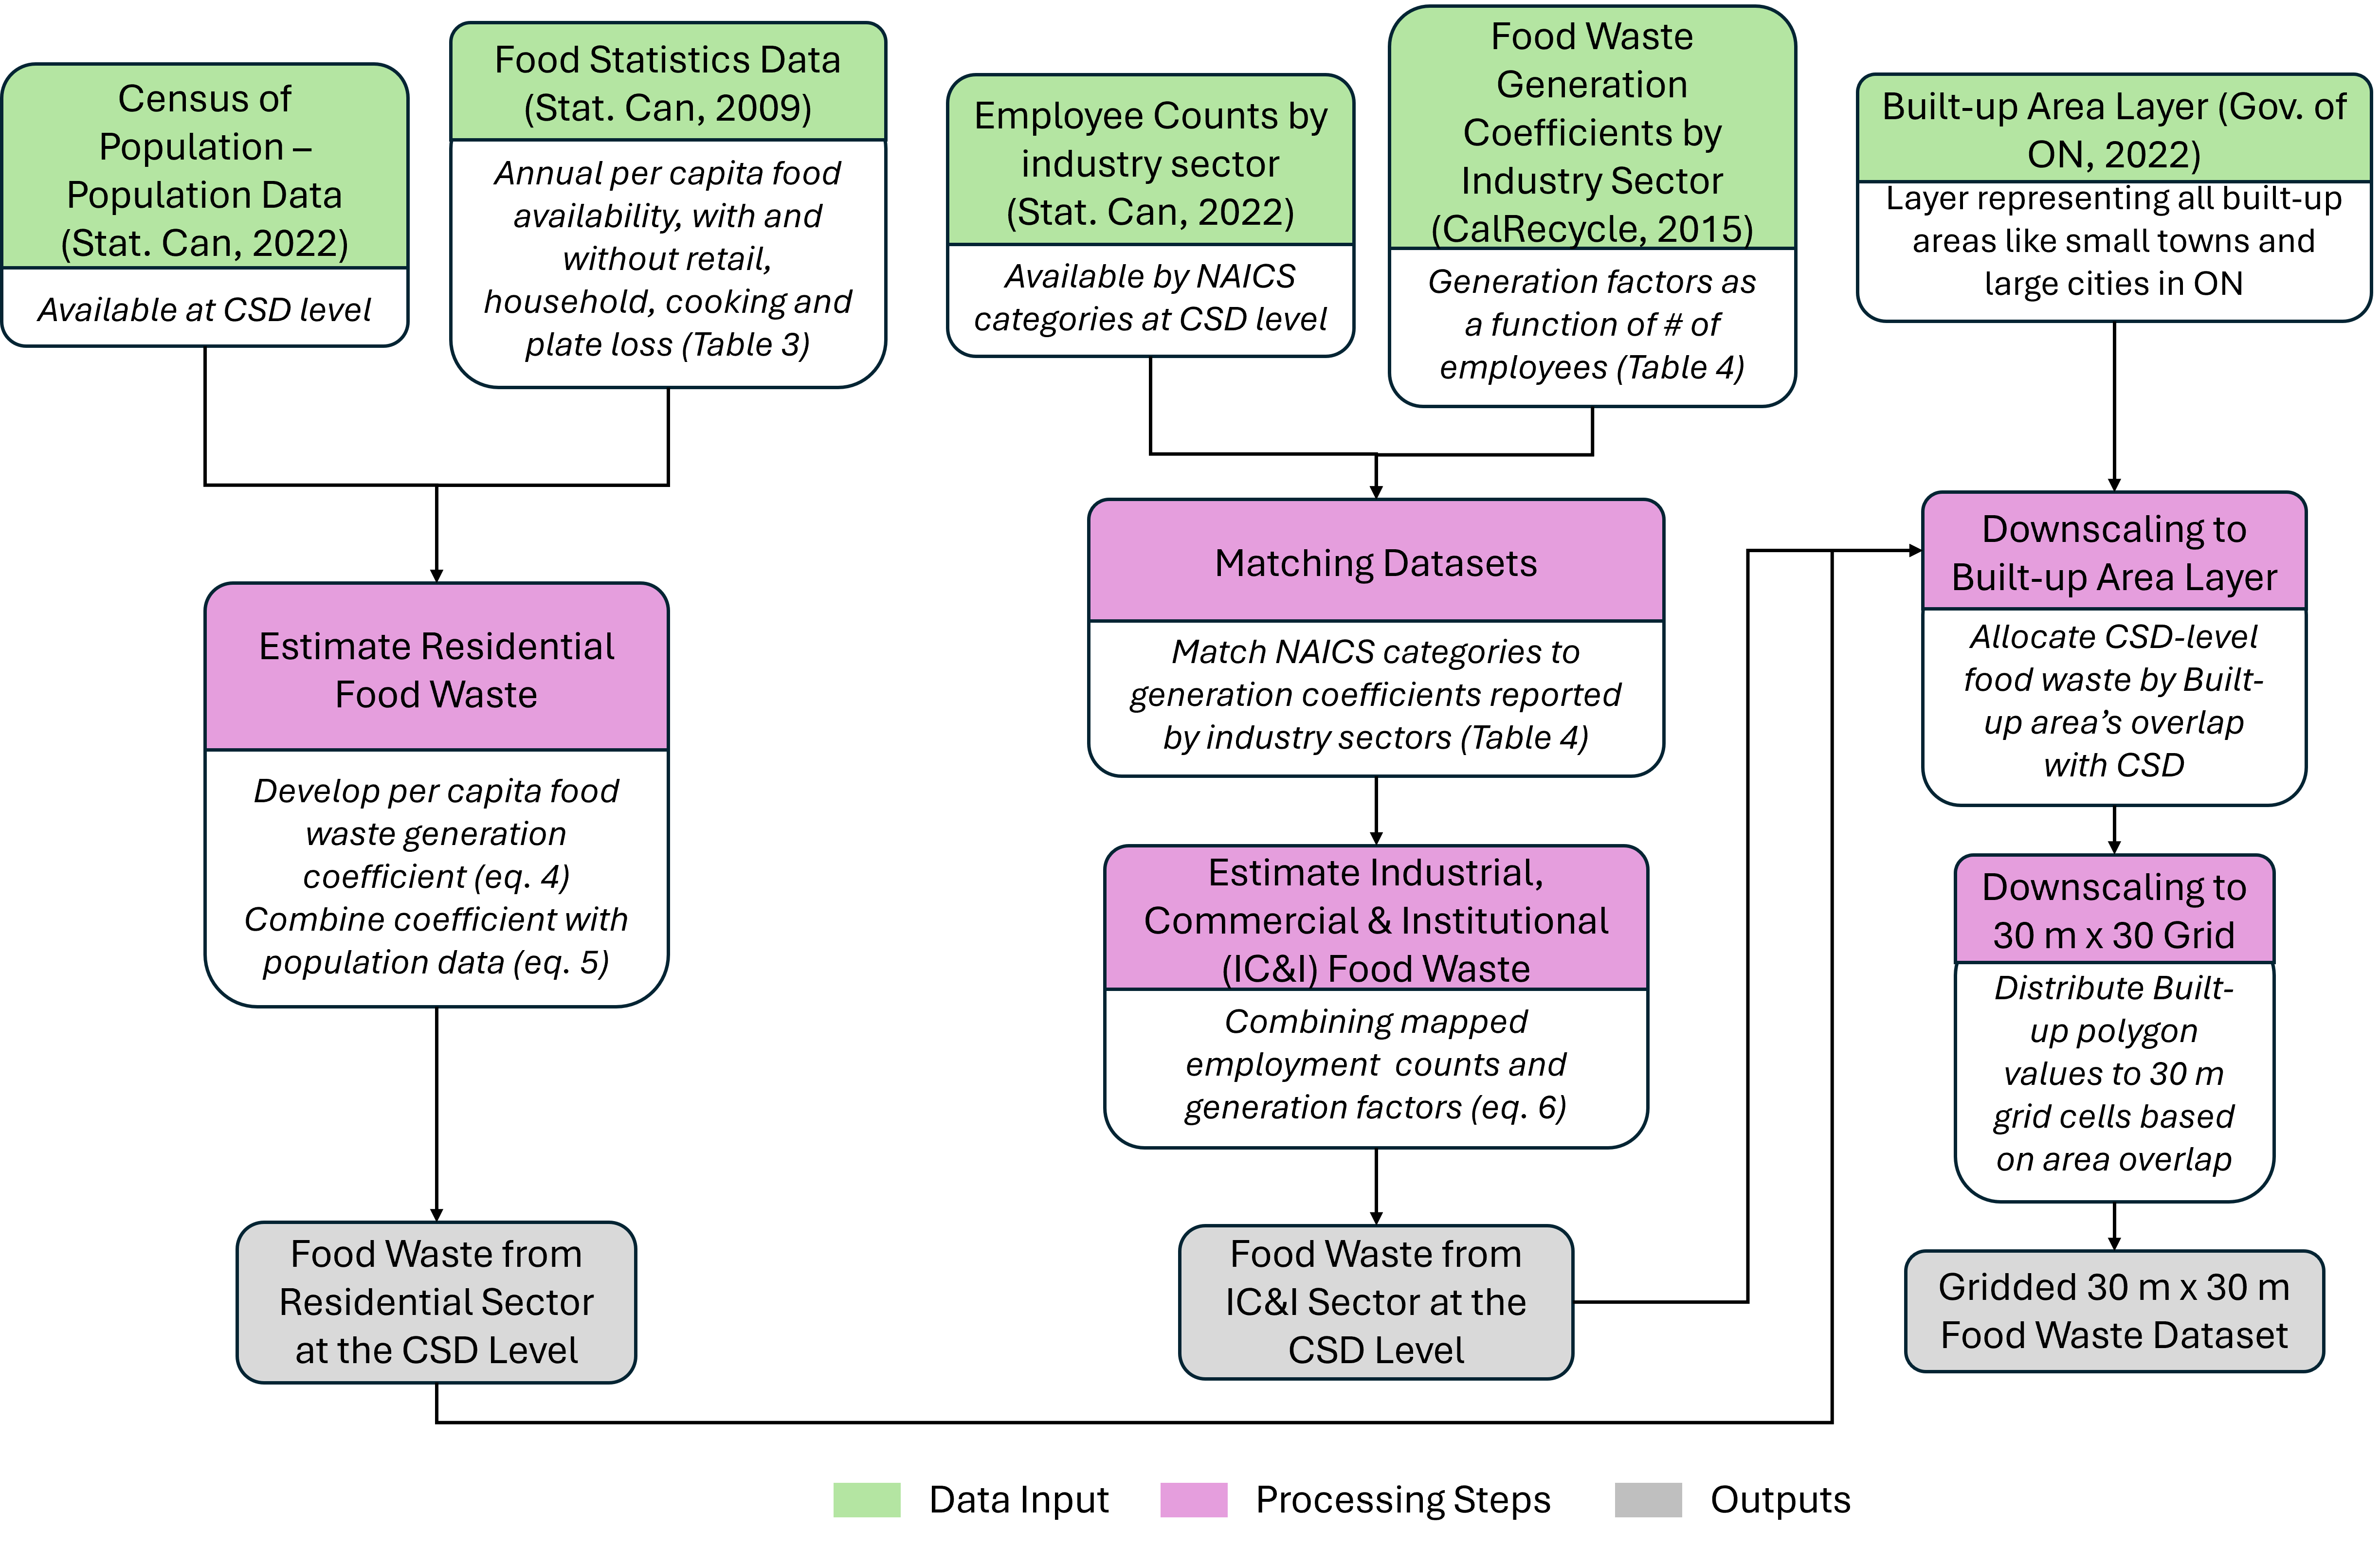 Census of
Population –
Population Data
(Stat. Can, 2022)
Available at CSD level
Food Statistics Data
(Stat. Can, 2009)
Annual per capita food
availability, with and
without retail,
household, cooking and
plate loss (Table 3)
Employee Counts by
industry sector
(Stat. Can, 2022)
Available by NAICS
categories at CSD level
Food Waste
Generation
Coefficients by
Industry Sector
(CalRecycle, 2015)
Generation factors as
a function of # of
employees (Table 4)
Built-up Area Layer (Gov. of
ON, 2022)
Layer representing all built-up
areas like small towns and
large cities in ON
Estimate Residential
Food Waste
Develop per capita food
waste generation
coefficient (eq. 4)
Combine coefficient with
population data (eq. 5)
Matching Datasets
Match NAICS categories to
generation coefficients reported
by industry sectors (Table 4)
Downscaling to
Built-up Area Layer
Allocate CSD-level
food waste by Built-
up area’s overlap
with CSD
Estimate Industrial,
Commercial & Institutional
(IC&I) Food Waste
Combining mapped
employment  counts and
generation factors (eq. 6)
Downscaling to
30 m x 30 Grid
Distribute Built-
up polygon
values to 30 m
grid cells based
on area overlap
Food Waste from
Residential Sector
at the CSD Level
Food Waste from
IC&I Sector at the
CSD Level
Gridded 30 m x 30 m
Food Waste Dataset
Data Input
Processing Steps
Outputs